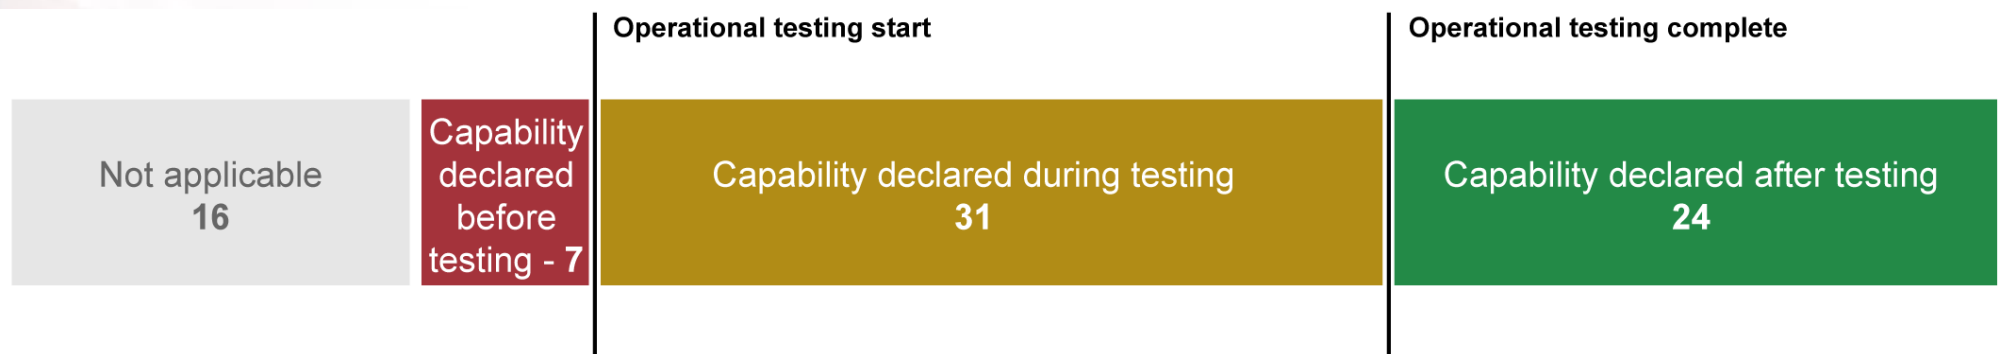 Operational testing start
Operational testing complete
Not applicable
16
Capability
declared
before
testing - 7
Capability declared during testing
31
Capability declared after testing
24